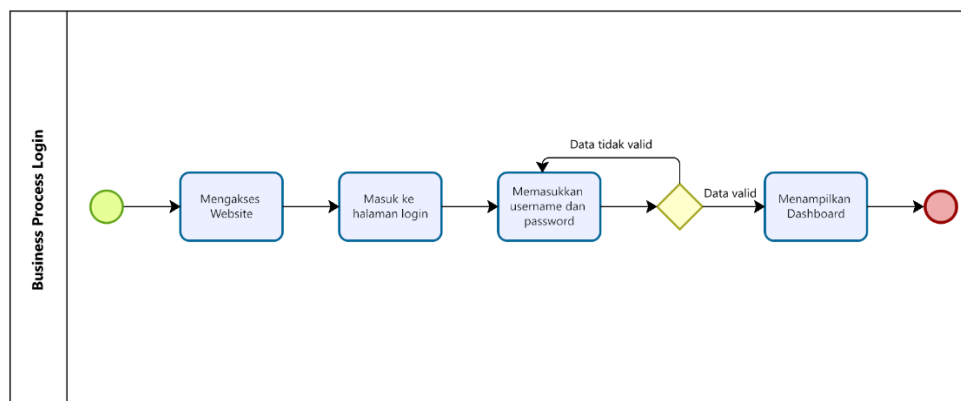 Business Process Login
Mengakses
Website
Masuk ke
halaman login
Memasukkan
username dan
password
Data tidak valid
Data valid
Menampilkan
Dashboard